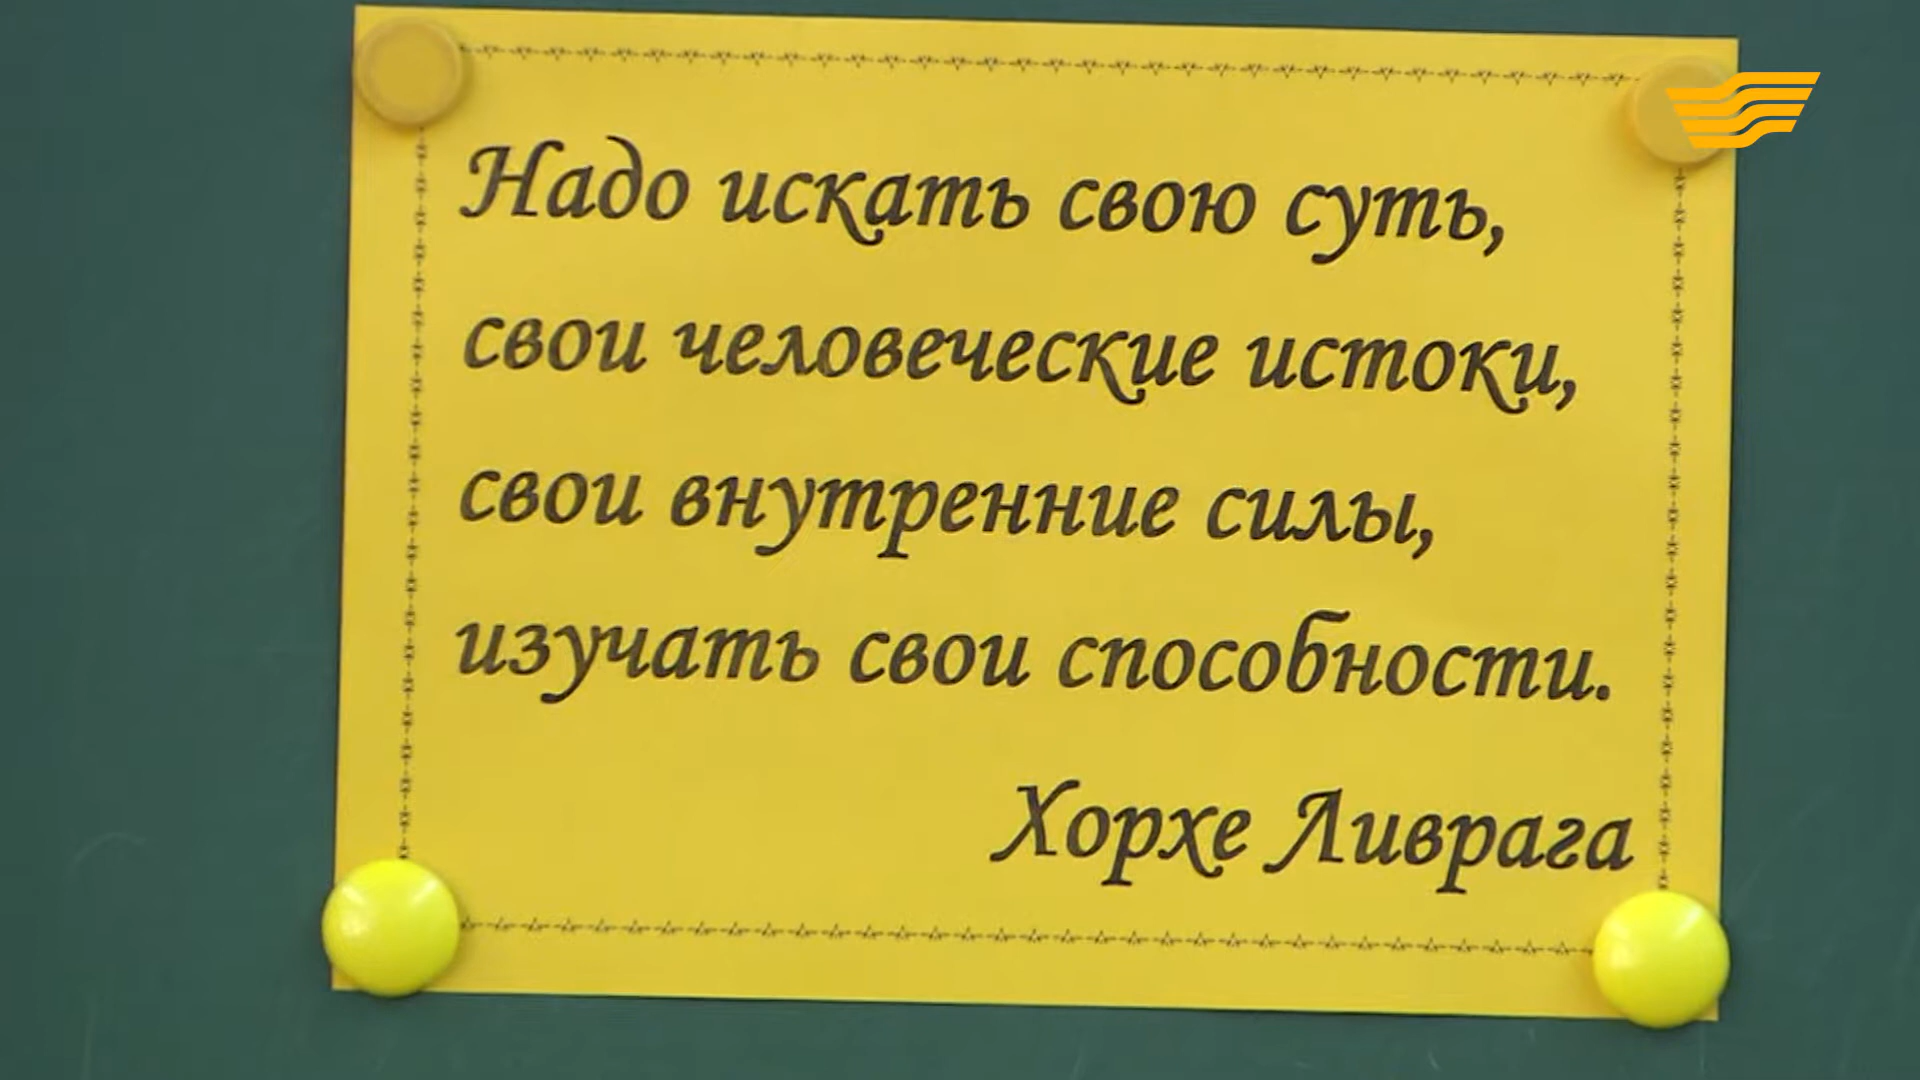 Надо искать свою суть,
свои человеческие истоки,
свои внутренние силы,
изучать свои способности.
Хорхе Ливрага